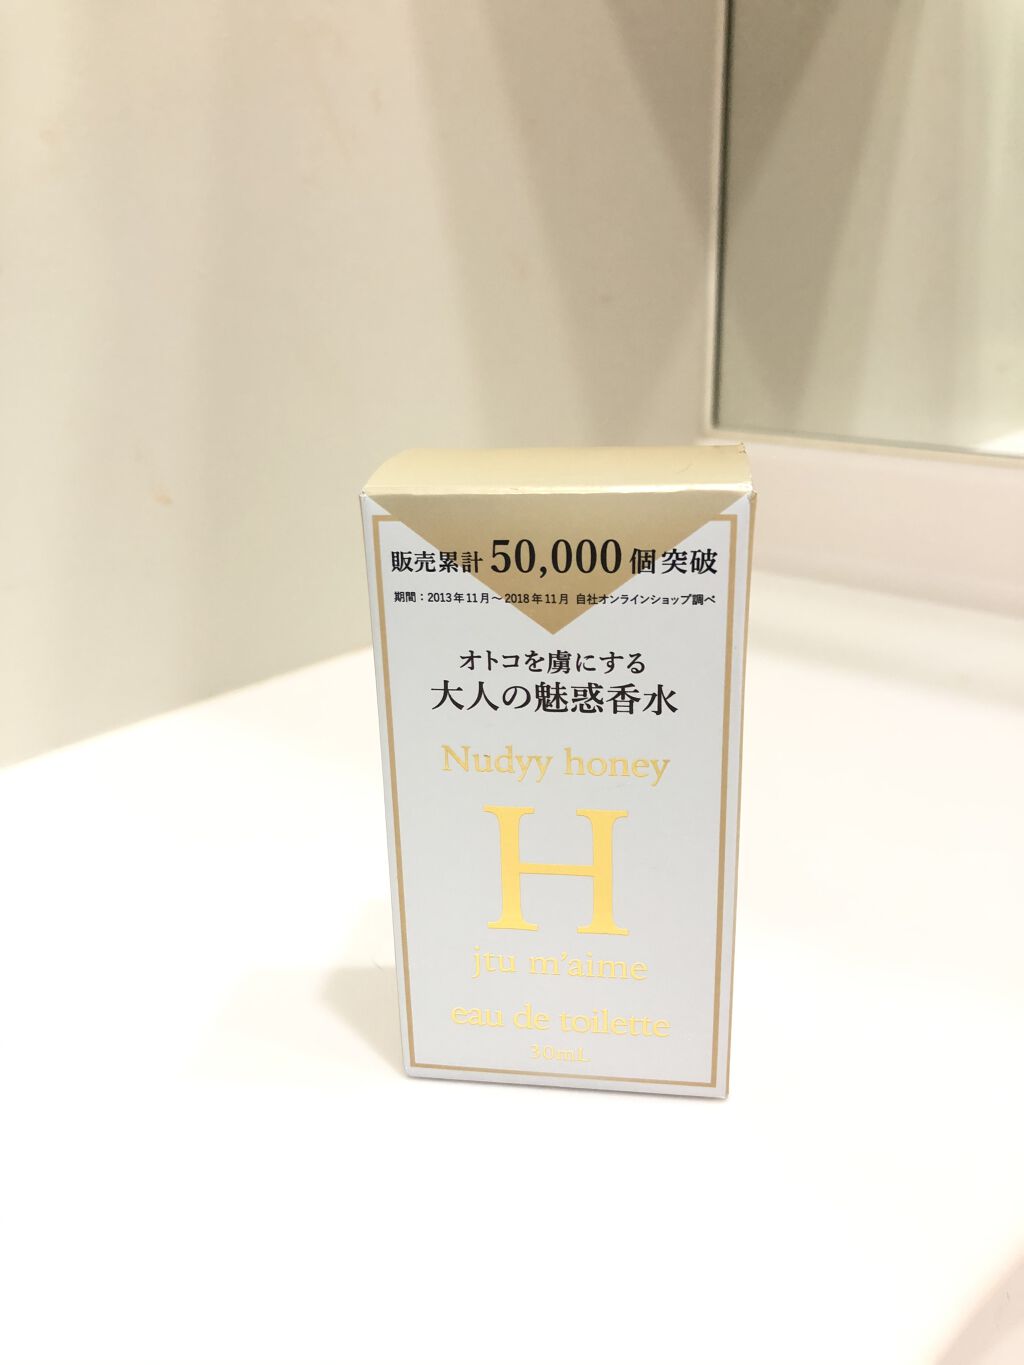 販売累計 50,000 個突破
期間：2013年11月～2018年11月 自社オンラインショップ調べ
オトコを虜にする
大人の魅惑香水
Nudyy honey
H
jtu m'aime
eau de toilette
30mL